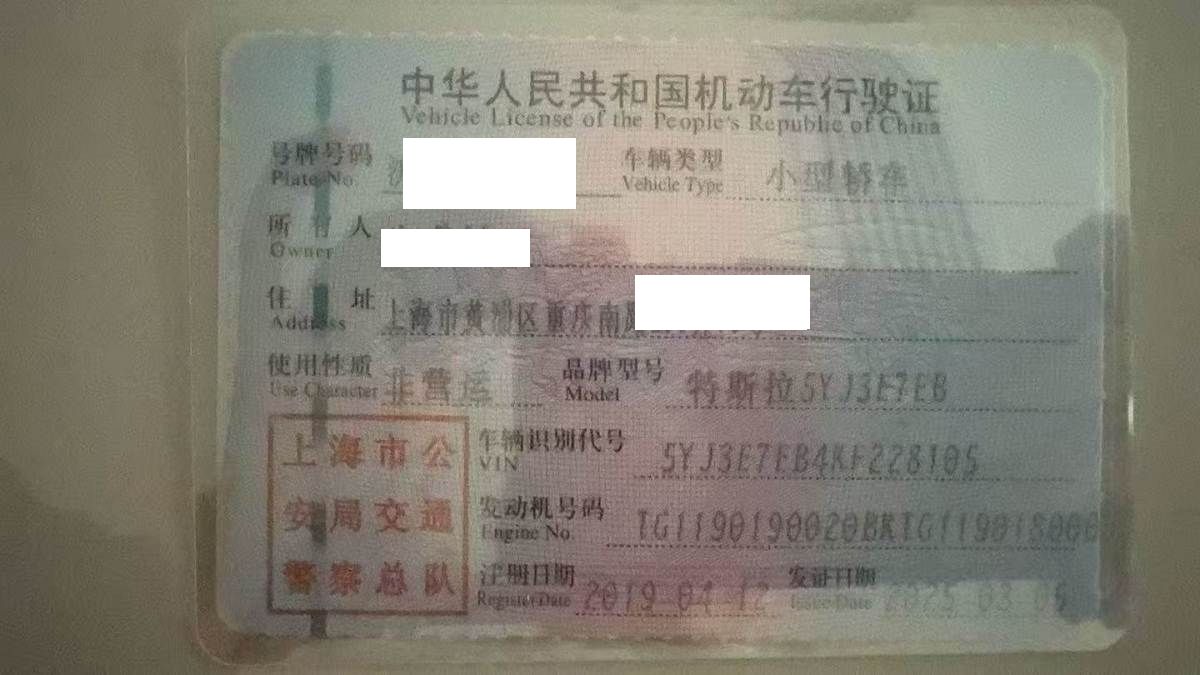 中华人民共和国机动车行驶证
Vehicle License of the People's Republic of China
号牌号码
Plate No.
车辆类型
Vehicle Type
小型轿车
所有人
Owner
住址
Address
上海市黄浦区重庆南
使用性质
Use Character
非营运
品牌型号
Model
特斯拉5YJ3E7EB
上海市公
安局交通
警察总队
车辆识别代号
VIN
5YJ3E7EB4KF228105
发动机号码
Engine No.
TG1190190020BKTG11901800
注册日期
Register Date
2019-04-12
发证日期
Issue Date